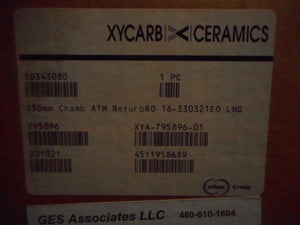 XYCARB CERAMICS
10343080 1 PC
150mm Chamb ATM ReturbRO 16-330321E0 LNG
795896 XYA-795896-01
201021 4511958689
Group
GES Associates LLC 480-610-1604